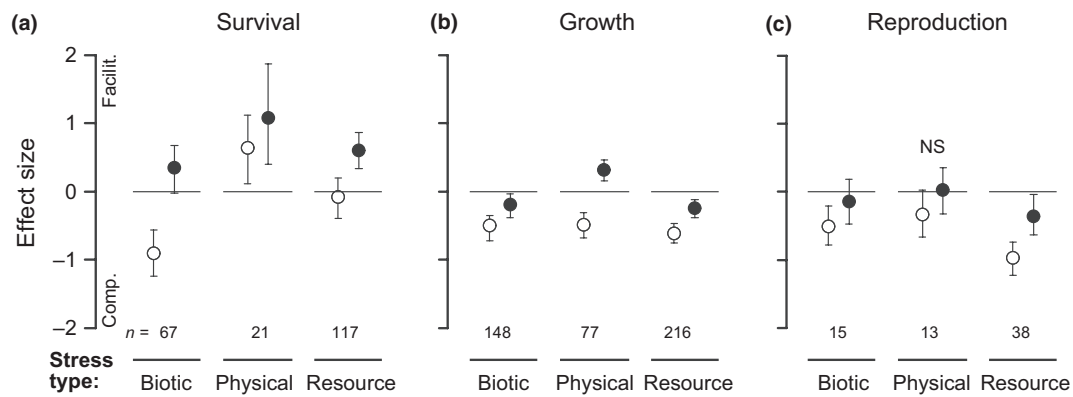 (a) Survival (b) Growth (c) Reproduction
2
Facilit.
1
NS
Effect size
0
−1
Comp.
−2
n = 67 21 117 148 77 216 15 13 38
Stress type:
Biotic Physical Resource Biotic Physical Resource Biotic Physical Resource